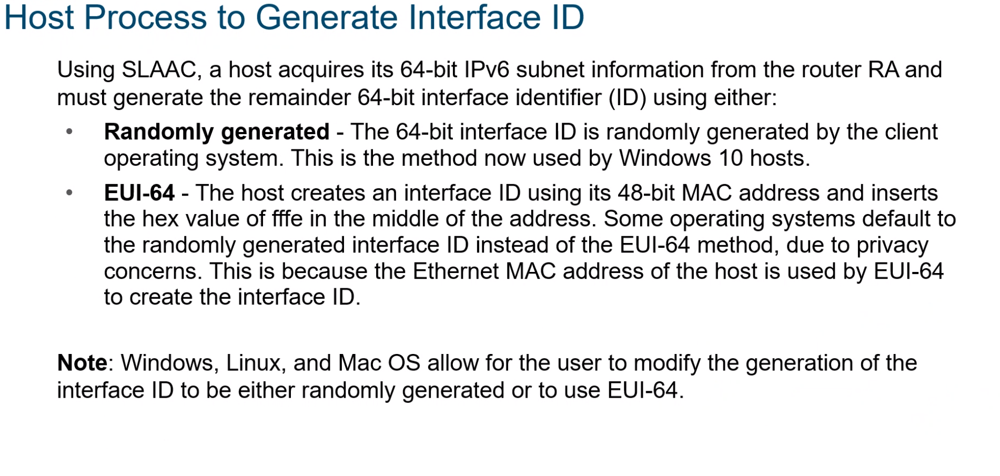 Host Process to Generate Interface ID
Using SLAAC, a host acquires its 64-bit IPv6 subnet information from the router RA and
must generate the remainder 64-bit interface identifier (ID) using either:
• Randomly generated - The 64-bit interface ID is randomly generated by the client
operating system. This is the method now used by Windows 10 hosts.
• EUI-64 - The host creates an interface ID using its 48-bit MAC address and inserts
the hex value of fffe in the middle of the address. Some operating systems default to
the randomly generated interface ID instead of the EUI-64 method, due to privacy
concerns. This is because the Ethernet MAC address of the host is used by EUI-64
to create the interface ID.
Note: Windows, Linux, and Mac OS allow for the user to modify the generation of the
interface ID to be either randomly generated or to use EUI-64.